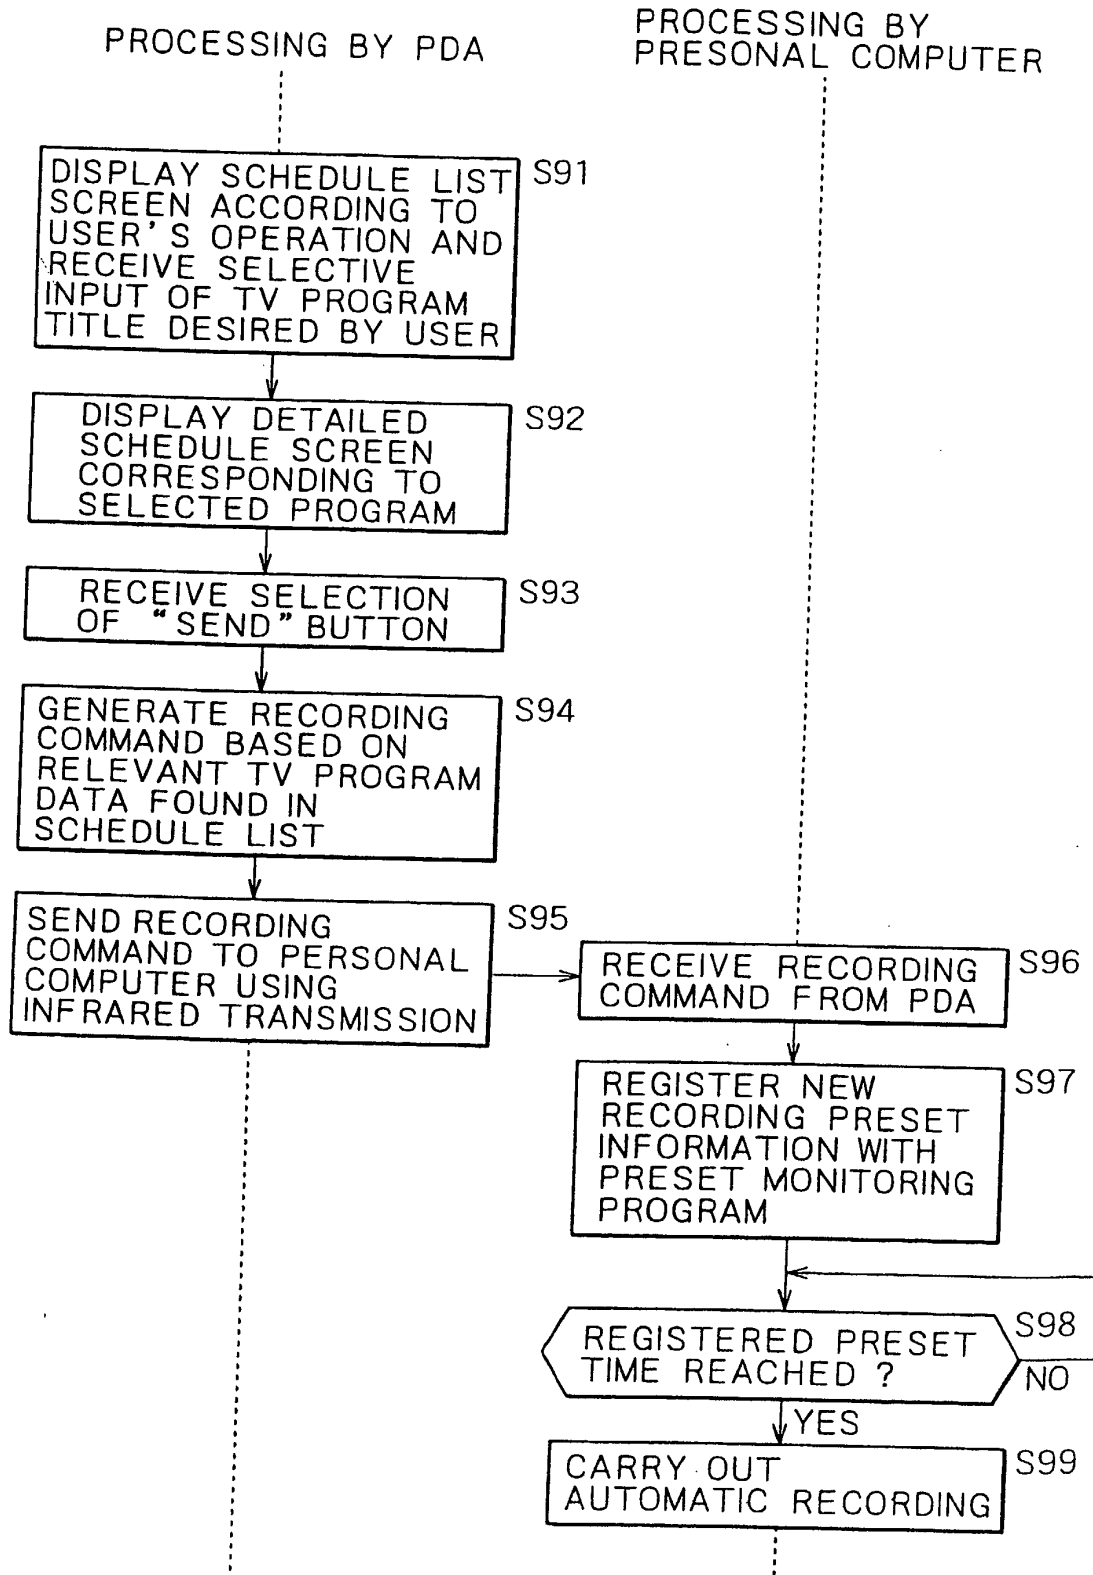 PROCESSING BY PDA
PROCESSING BY
PRESONAL COMPUTER
S91
DISPLAY SCHEDULE LIST
SCREEN ACCORDING TO
USER'S OPERATION AND
RECEIVE SELECTIVE
INPUT OF TV PROGRAM
TITLE DESIRED BY USER
S92
DISPLAY DETAILED
SCHEDULE SCREEN
CORRESPONDING TO
SELECTED PROGRAM
S93
RECEIVE SELECTION
OF "SEND" BUTTON
S94
GENERATE RECORDING
COMMAND BASED ON
RELEVANT TV PROGRAM
DATA FOUND IN
SCHEDULE LIST
S95
SEND RECORDING
COMMAND TO PERSONAL
COMPUTER USING
INFRARED TRANSMISSION
S96
RECEIVE RECORDING
COMMAND FROM PDA
S97
REGISTER NEW
RECORDING PRESET
INFORMATION WITH
PRESET MONITORING
PROGRAM
S98
REGISTERED PRESET
TIME REACHED ?
NO
YES
S99
CARRY OUT
AUTOMATIC RECORDING